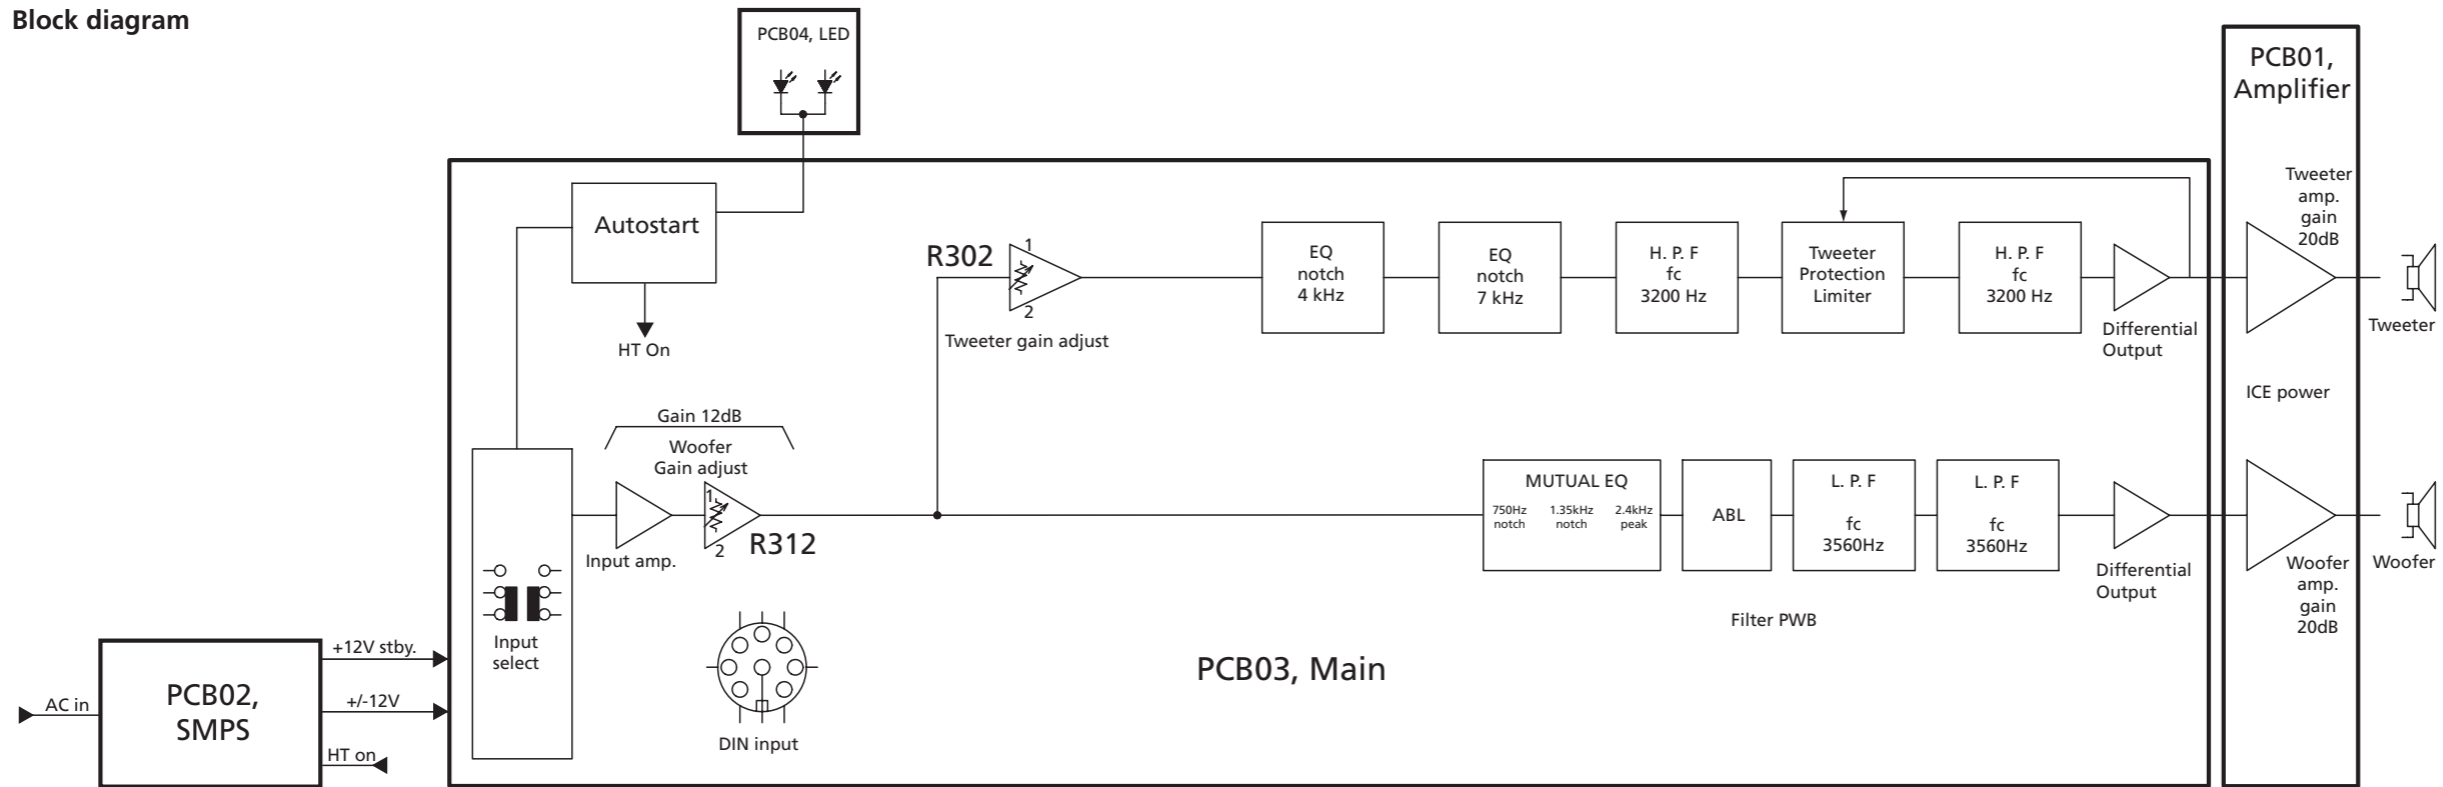 Block diagram
PCB04, LED
PCB01,
Amplifier
Autostart
HT On
R302
1
2
Tweeter gain adjust
EQ
notch
4 kHz
EQ
notch
7 kHz
H. P. F
fc
3200 Hz
Tweeter
Protection
Limiter
H. P. F
fc
3200 Hz
Differential
Output
Tweeter
amp.
gain
20dB
Tweeter
ICE power
Gain 12dB
Woofer
Gain adjust
Input amp.
1
2
R312
MUTUAL EQ
750Hz
notch
1.35kHz
notch
2.4kHz
peak
ABL
L. P. F
fc
3560Hz
L. P. F
fc
3560Hz
Differential
Output
Woofer
amp.
gain
20dB
Woofer
Filter PWB
Input
select
DIN input
PCB03, Main
AC in
PCB02,
SMPS
+12V stby.
+/-12V
HT on